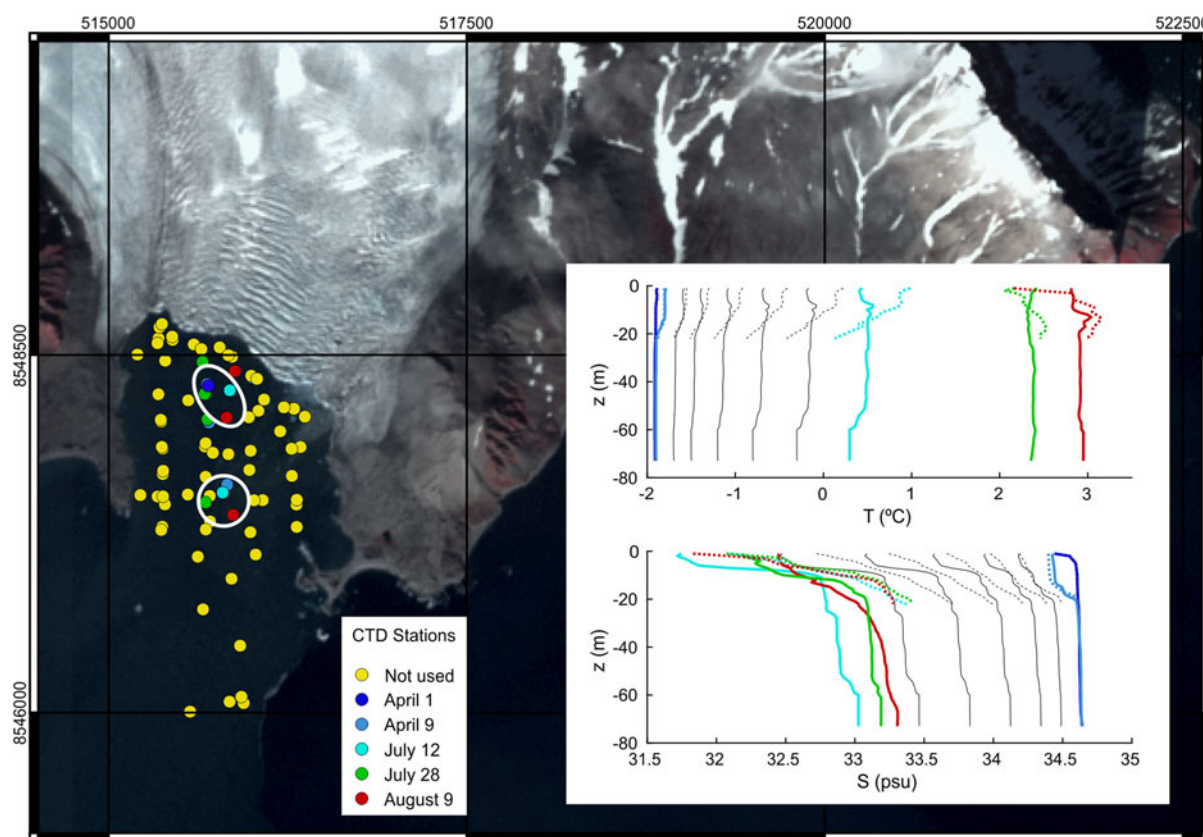 515000 517500 520000 522500
8548500
8546000
CTD Stations
Not used
April 1
April 9
July 12
July 28
August 9
0
-20
-40
-60
-80
z (m)
-2 -1 0 1 2 3
T (ºC)
0
-20
-40
-60
-80
z (m)
31.5 32 32.5 33 33.5 34 34.5 35
S (psu)